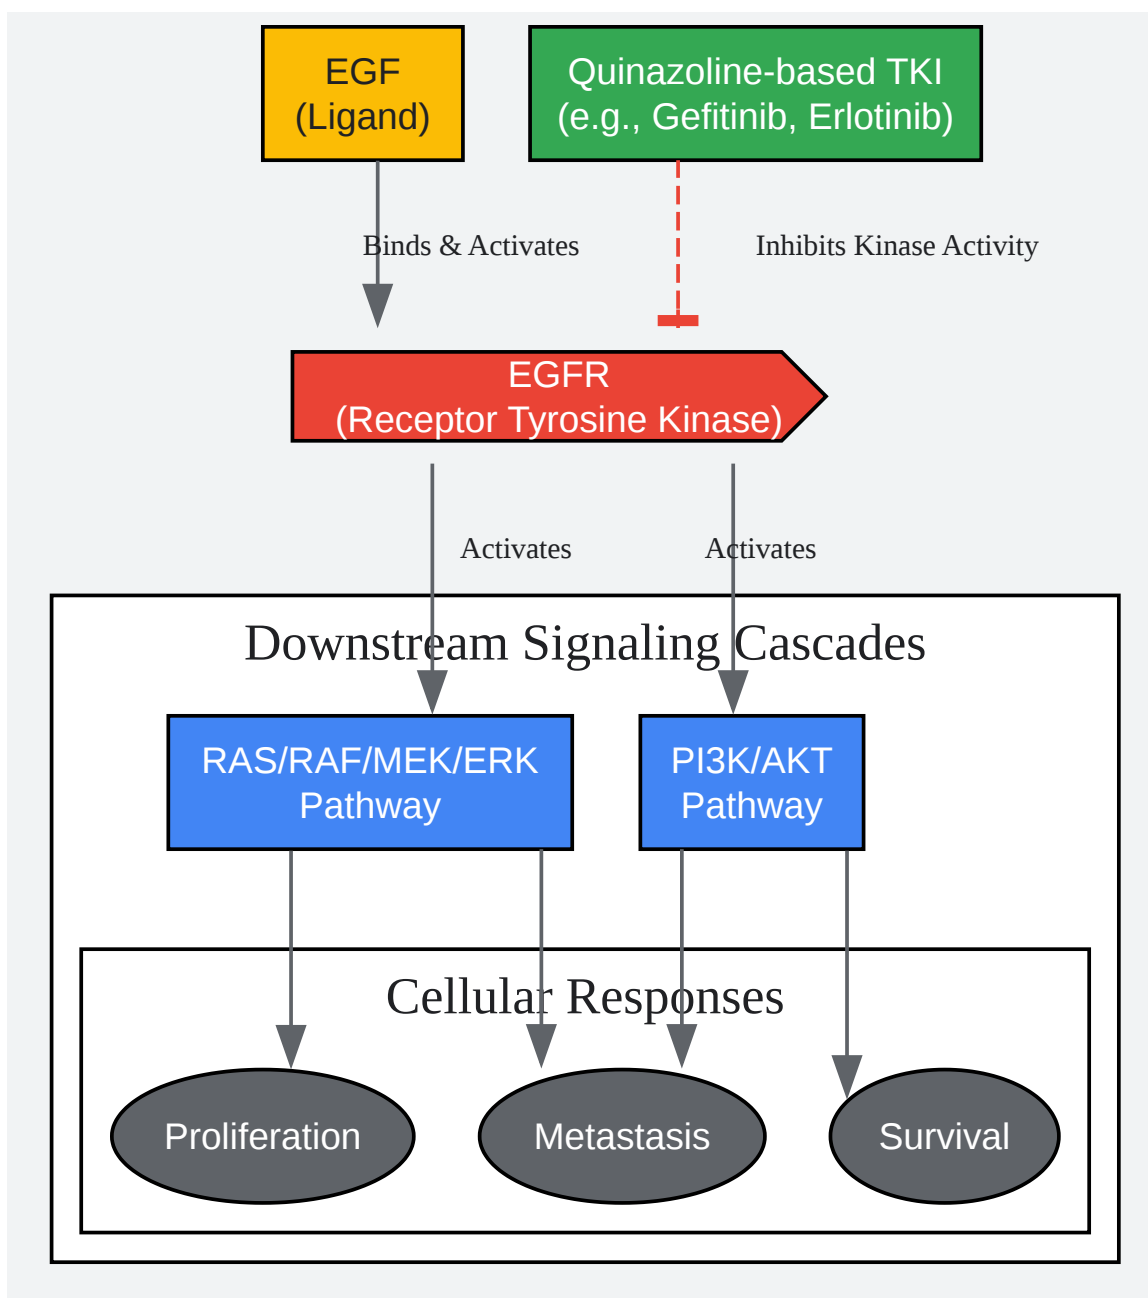 EGF
(Ligand)
Quinazoline-based TKI
(e.g., Gefitinib, Erlotinib)
Binds & Activates
Inhibits Kinase Activity
EGFR
(Receptor Tyrosine Kinase)
Activates
Activates
Downstream Signaling Cascades
RAS/RAF/MEK/ERK
Pathway
PI3K/AKT
Pathway
Cellular Responses
Proliferation
Metastasis
Survival